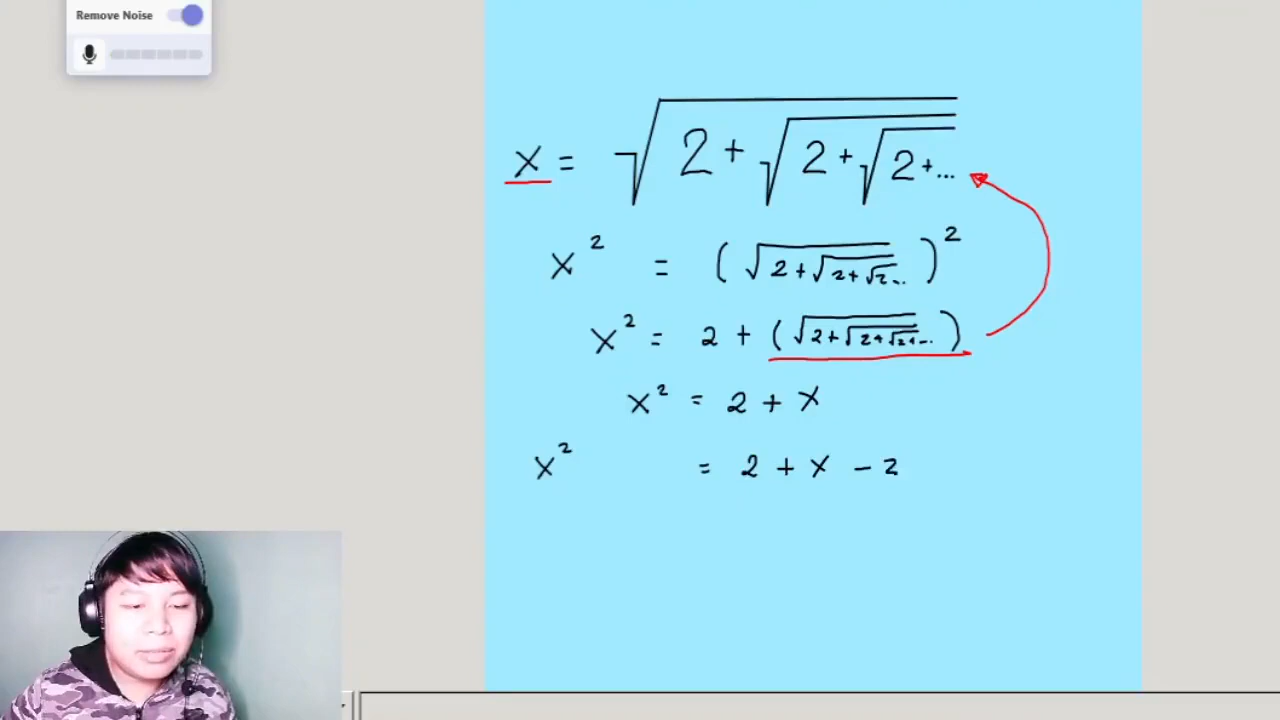 Remove Noise
x = √(2 + √(2 + √(2 + ...
x² = (√(2 + √(2 + √2 ...)²
x² = 2 + (√(2 + √(2 + √(2 + ...)
x² = 2 + x
x² = 2 + x - 2